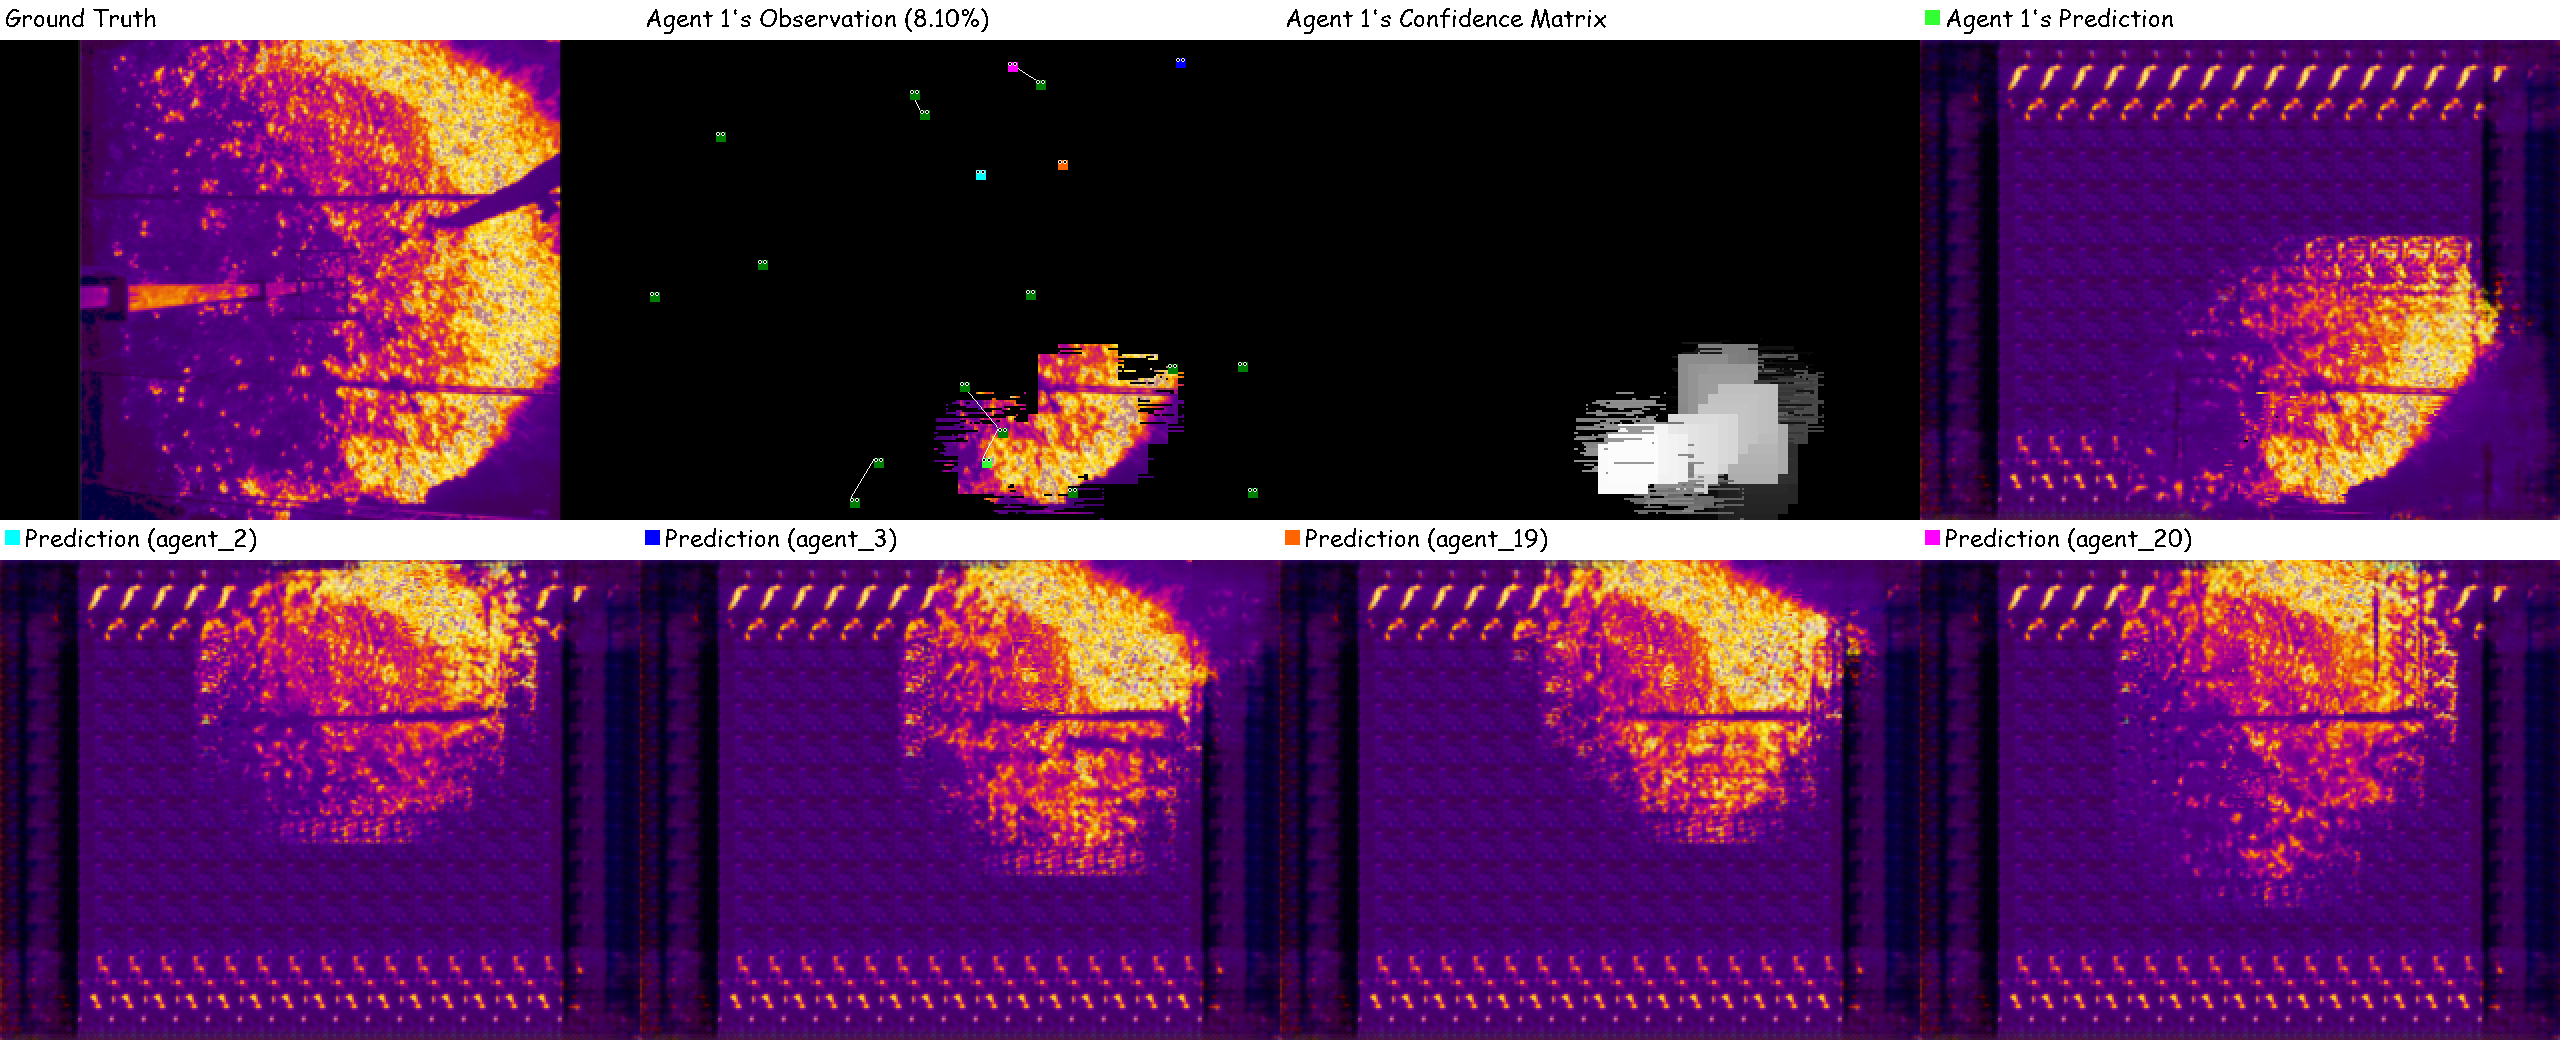 Ground Truth
Agent 1's Observation (8.10%)
Agent 1's Confidence Matrix
Agent 1's Prediction
Prediction (agent_2)
Prediction (agent_3)
Prediction (agent_19)
Prediction (agent_20)